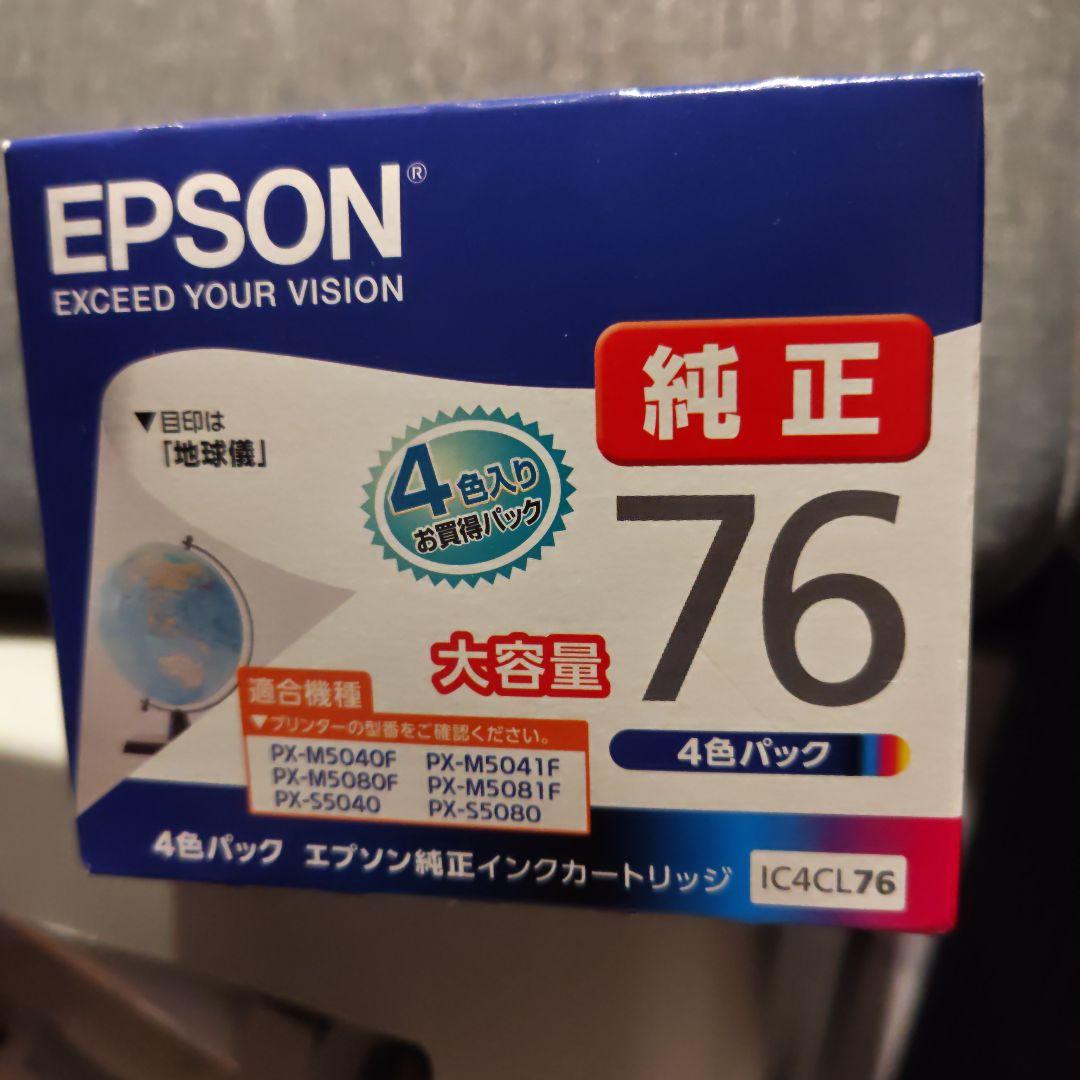 EPSON®
EXCEED YOUR VISION
純正
▼目印は
「地球儀」
4色入り
お買得パック
76
大容量
4色パック
適合機種
▼プリンターの型番をご確認ください。
PX-M5040F PX-M5041F
PX-M5080F PX-M5081F
PX-S5040 PX-S5080
4色パック エプソン純正インクカートリッジ IC4CL76